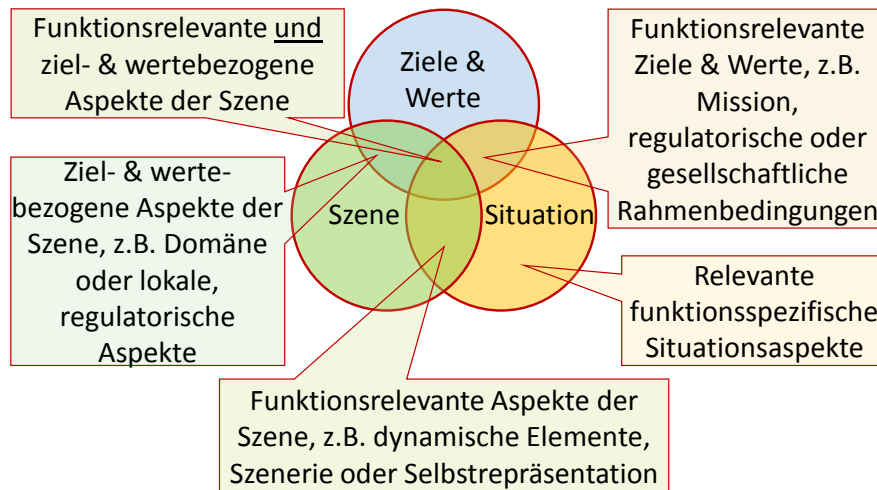 Funktionsrelevante und
ziel- & wertebezogene
Aspekte der Szene
Ziele &
Werte
Funktionsrelevante
Ziele & Werte, z.B.
Mission,
regulatorische oder
gesellschaftliche
Rahmenbedingungen
Ziel- & werte-
bezogene Aspekte der
Szene, z.B. Domäne
oder lokale,
regulatorische
Aspekte
Szene
Situation
Relevante
funktionsspezifische
Situationsaspekte
Funktionsrelevante Aspekte der
Szene, z.B. dynamische Elemente,
Szenerie oder Selbstrepräsentation